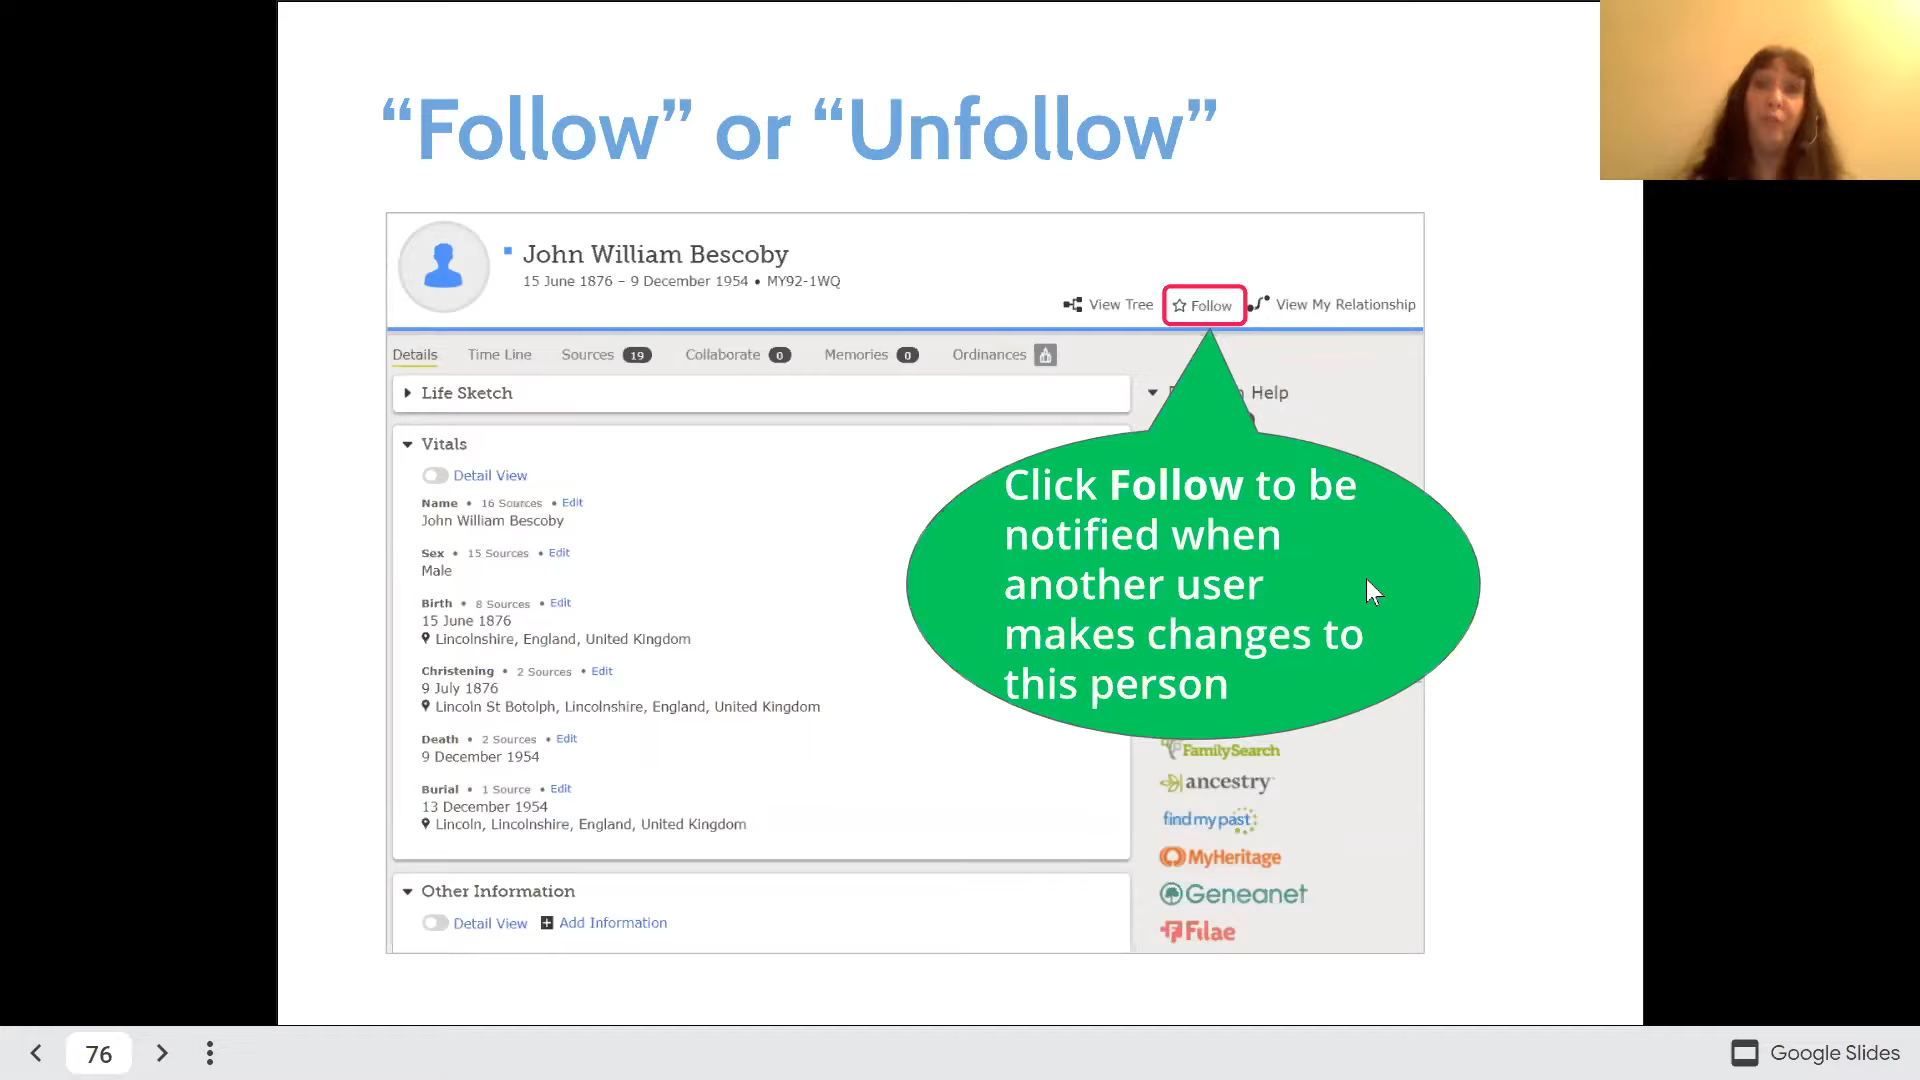 “Follow” or “Unfollow”
John William Bescoby
15 June 1876 – 9 December 1954 • MY92-1WQ
View Tree
Follow
View My Relationship
Details
Time Line
Sources 19
Collaborate 0
Memories 0
Ordinances
Life Sketch
Help
Vitals
Detail View
Name • 16 Sources • Edit
John William Bescoby
Sex • 15 Sources • Edit
Male
Birth • 8 Sources • Edit
15 June 1876
Lincolnshire, England, United Kingdom
Christening • 2 Sources • Edit
9 July 1876
Lincoln St Botolph, Lincolnshire, England, United Kingdom
Death • 2 Sources • Edit
9 December 1954
Burial • 1 Source • Edit
13 December 1954
Lincoln, Lincolnshire, England, United Kingdom
Other Information
Detail View
Add Information
Click Follow to be
notified when
another user
makes changes to
this person
FamilySearch
ancestry
findmypast
MyHeritage
Geneanet
Filae
76
Google Slides